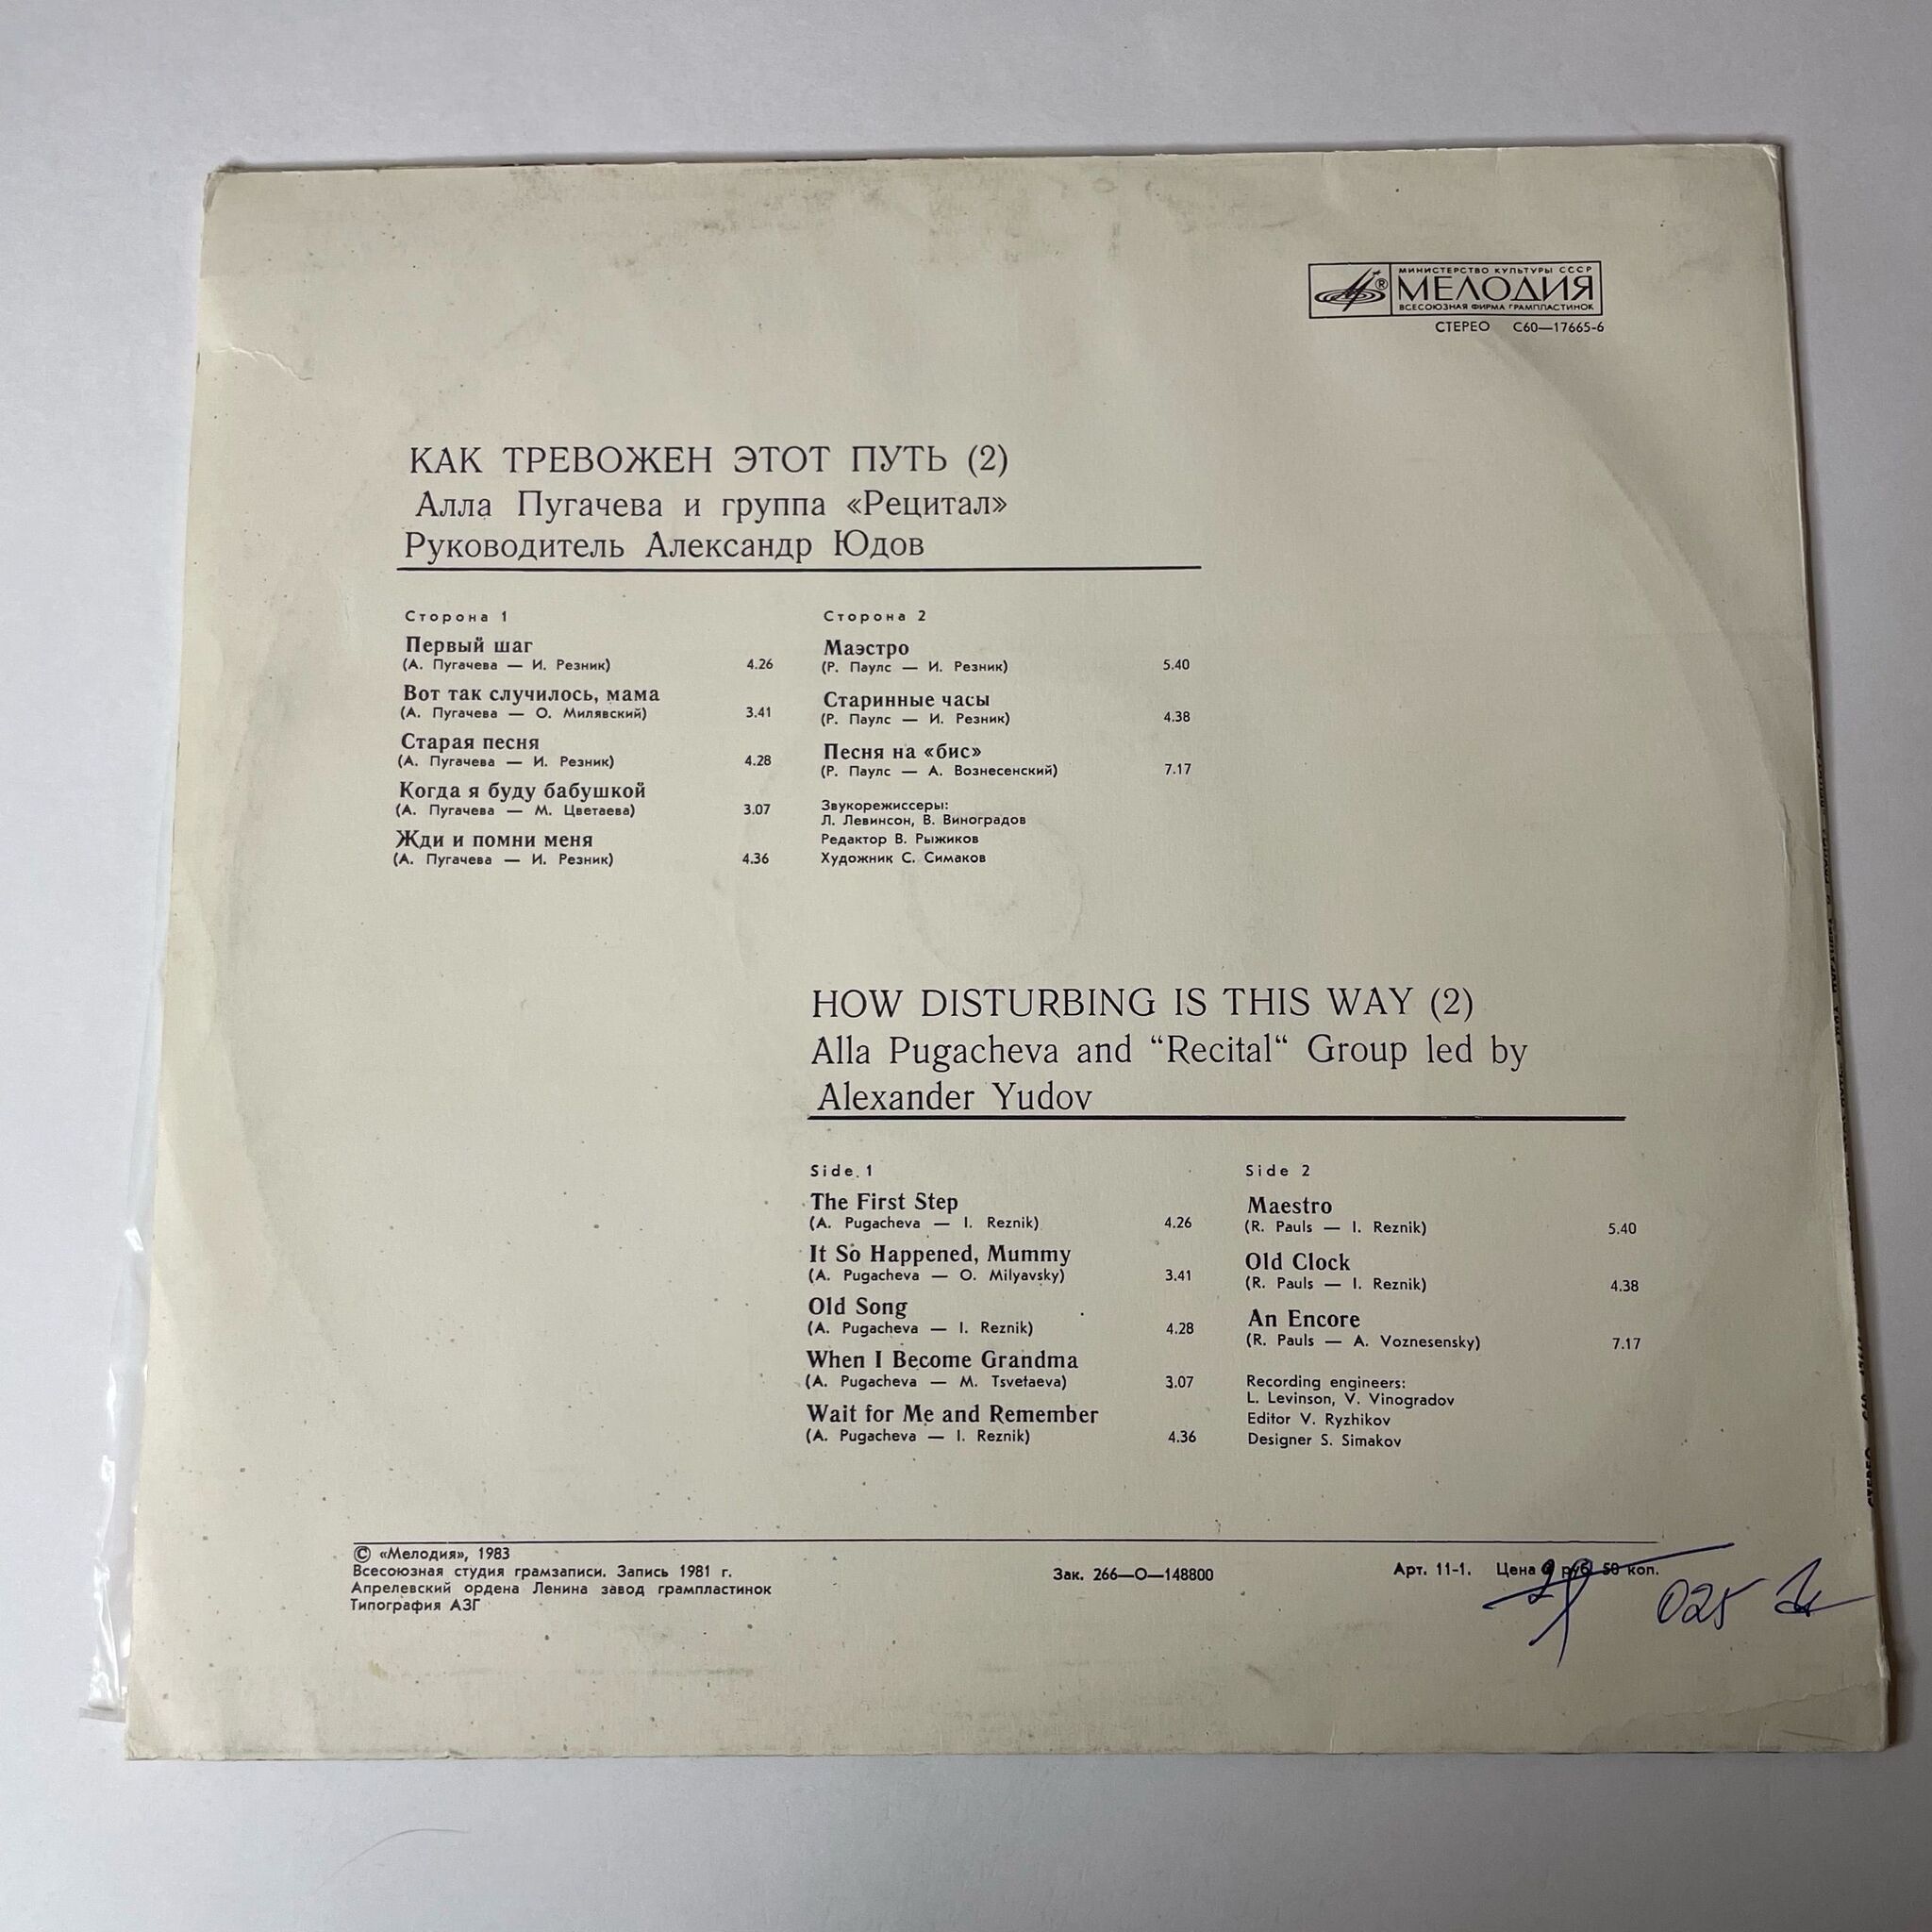 МИНИСТЕРСТВО КУЛЬТУРЫ СССР
МЕЛОДИЯ
ВСЕСОЮЗНАЯ ФИРМА ГРАМПЛАСТИНОК
СТЕРЕО С60—17665-6
КАК ТРЕВОЖЕН ЭТОТ ПУТЬ (2)
Алла Пугачева и группа «Рецитал»
Руководитель Александр Юдов
Сторона 1
Первый шаг
(А. Пугачева — И. Резник) 4.26
Вот так случилось, мама
(А. Пугачева — О. Милявский) 3.41
Старая песня
(А. Пугачева — И. Резник) 4.28
Когда я буду бабушкой
(А. Пугачева — М. Цветаева) 3.07
Жди и помни меня
(А. Пугачева — И. Резник) 4.36
Сторона 2
Маэстро
(Р. Паулс — И. Резник) 5.40
Старинные часы
(Р. Паулс — И. Резник) 4.38
Песня на «бис»
(Р. Паулс — А. Вознесенский) 7.17
Звукорежиссеры:
Л. Левинсон, В. Виноградов
Редактор В. Рыжиков
Художник С. Симаков
HOW DISTURBING IS THIS WAY (2)
Alla Pugacheva and “Recital“ Group led by
Alexander Yudov
Side 1
The First Step
(A. Pugacheva — I. Reznik) 4.26
It So Happened, Mummy
(A. Pugacheva — O. Milyavsky) 3.41
Old Song
(A. Pugacheva — I. Reznik) 4.28
When I Become Grandma
(A. Pugacheva — M. Tsvetaeva) 3.07
Wait for Me and Remember
(A. Pugacheva — I. Reznik) 4.36
Side 2
Maestro
(R. Pauls — I. Reznik) 5.40
Old Clock
(R. Pauls — I. Reznik) 4.38
An Encore
(R. Pauls — A. Voznesensky) 7.17
Recording engineers:
L. Levinson, V. Vinogradov
Editor V. Ryzhikov
Designer S. Simakov
© «Мелодия», 1983
Всесоюзная студия грамзаписи. Запись 1981 г.
Апрелевский ордена Ленина завод грампластинок
Типография АЗГ
Зак. 266—О—148800
Арт. 11-1. Цена руб. 50 коп.
025